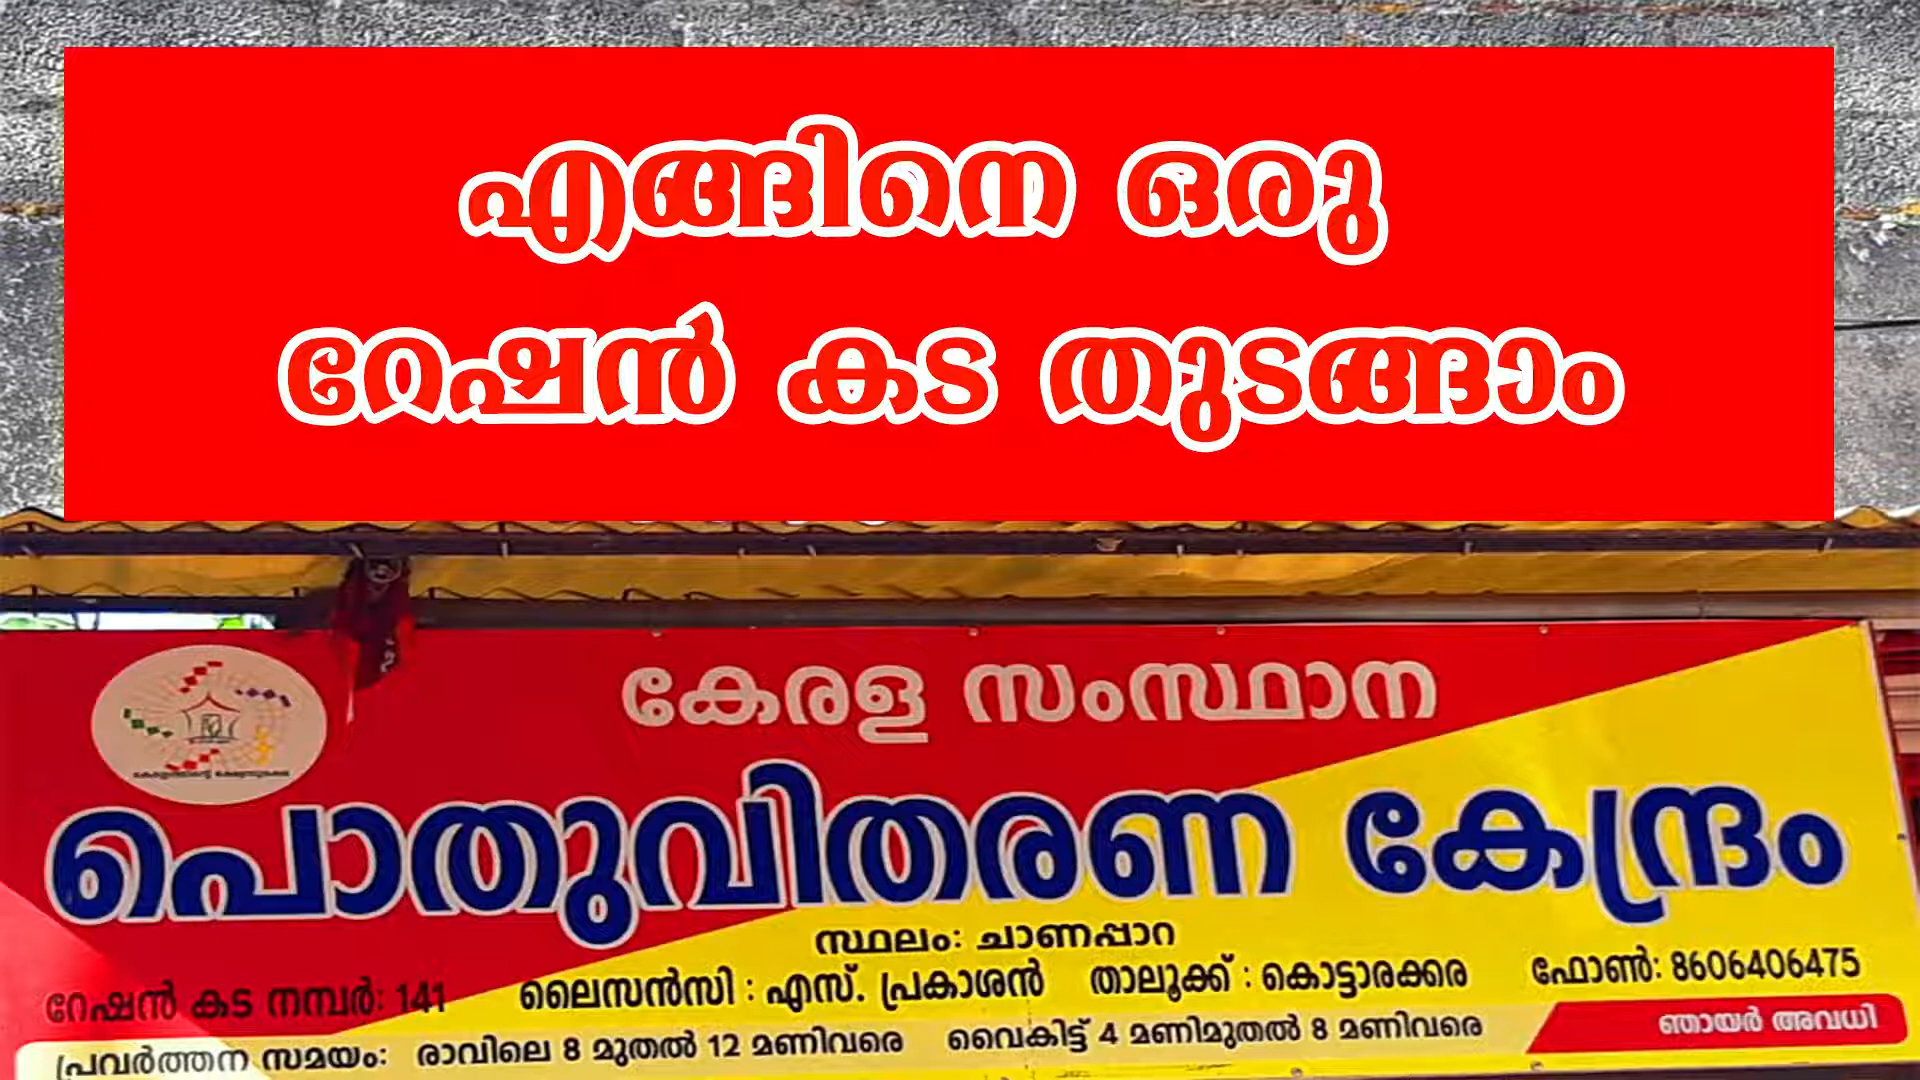 എങ്ങിനെ ഒരു
റേഷൻ കട തുടങ്ങാം
കേരള സംസ്ഥാന
പൊതുവിതരണ കേന്ദ്രം
സ്ഥലം: ചാണപ്പാറ
റേഷൻ കട നമ്പർ: 141 ലൈസൻസി : എസ്. പ്രകാശൻ താലൂക്ക് : കൊട്ടാരക്കര ഫോൺ: 8606406475
പ്രവർത്തന സമയം: രാവിലെ 8 മുതൽ 12 മണിവരെ വൈകിട്ട് 4 മണിമുതൽ 8 മണിവരെ ഞായർ അവധി